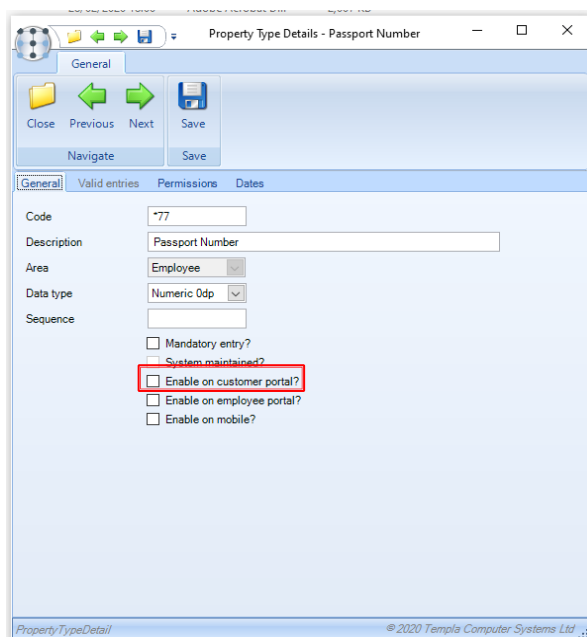 Property Type Details - Passport Number
General
Close Previous Next Save
Navigate Save
General Valid entries Permissions Dates
Code *77
Description Passport Number
Area Employee
Data type Numeric 0dp
Sequence
Mandatory entry?
System maintained?
Enable on customer portal?
Enable on employee portal?
Enable on mobile?
PropertyTypeDetail © 2020 Templa Computer Systems Ltd